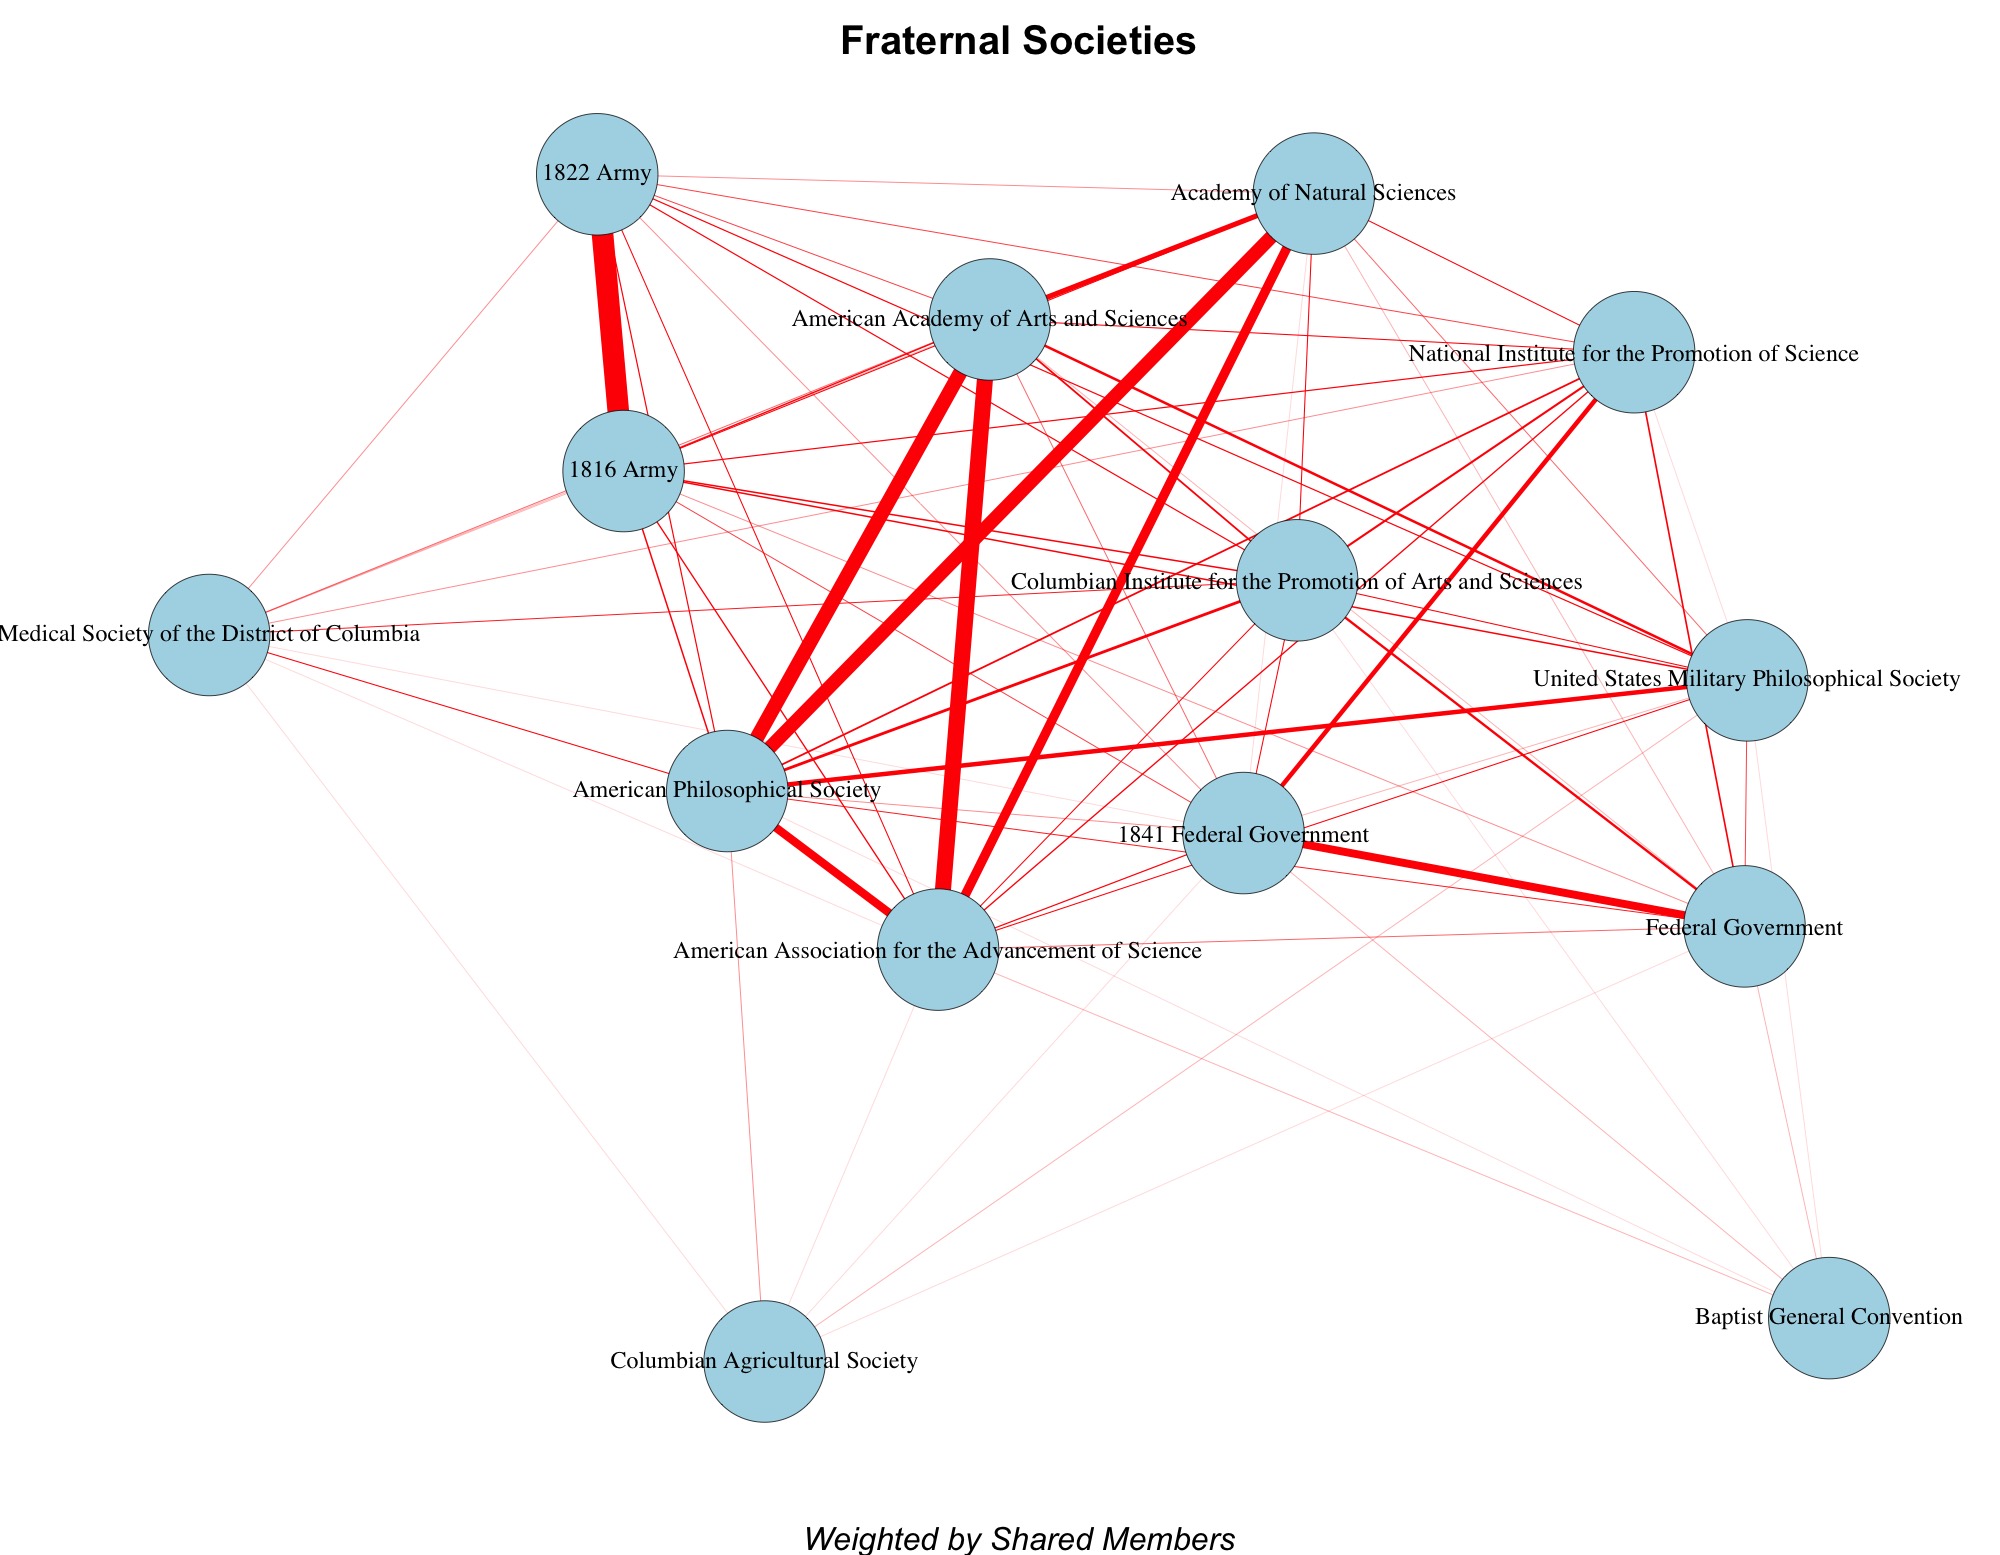 Fraternal Societies
1822 Army
Academy of Natural Sciences
American Academy of Arts and Sciences
National Institute for the Promotion of Science
1816 Army
Columbian Institute for the Promotion of Arts and Sciences
Medical Society of the District of Columbia
United States Military Philosophical Society
American Philosophical Society
1841 Federal Government
Federal Government
American Association for the Advancement of Science
Baptist General Convention
Columbian Agricultural Society
Weighted by Shared Members